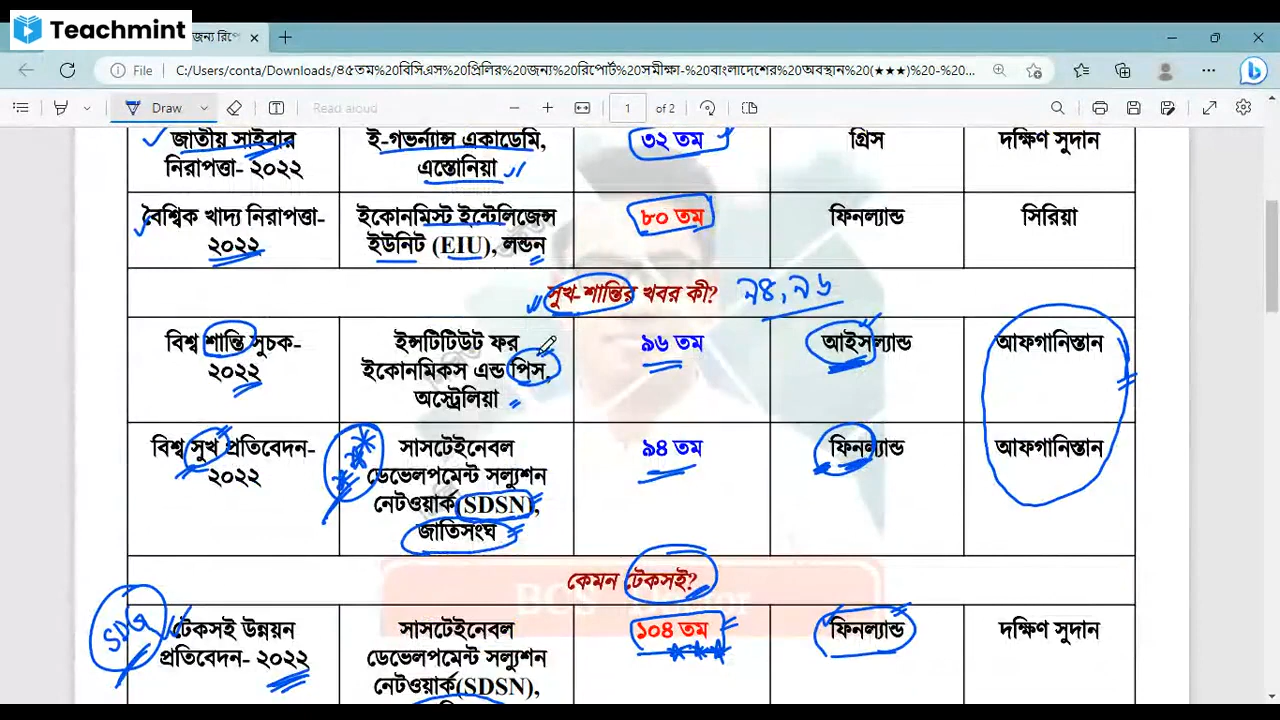 Teachmint
জন্য রিপো
File C:/Users/conta/Downloads/৪৫তম%20বিসিএস%20প্রিলির%20জন্য%20রিপোর্ট%20সমীক্ষা-%20বাংলাদেশের%20অবস্থান%20(★★★)%20-%20...
Draw Read aloud 1 of 2
জাতীয় সাইবার নিরাপত্তা- ২০২২
ই-গভর্ন্যান্স একাডেমি, এস্তোনিয়া
৩২ তম
গ্রিস
দক্ষিণ সুদান
বৈশ্বিক খাদ্য নিরাপত্তা-
২০২২
ইকোনমিস্ট ইন্টেলিজেন্স
ইউনিট (EIU), লন্ডন
৮০ তম
ফিনল্যান্ড
সিরিয়া
সুখ-শান্তির খবর কী? ৯৪, ৯৬
বিশ্ব শান্তি সুচক-
২০২২
ইন্সটিটিউট ফর
ইকোনমিকস এন্ড পিস,
অস্ট্রেলিয়া
৯৬ তম
আইসল্যান্ড
আফগানিস্তান
বিশ্ব সুখ প্রতিবেদন-
২০২২
সাসটেইনেবল
ডেভেলপমেন্ট সল্যুশন
নেটওয়ার্ক(SDSN),
জাতিসংঘ
৯৪ তম
ফিনল্যান্ড
আফগানিস্তান
কেমন টেকসই?
SDG
টেকসই উন্নয়ন
প্রতিবেদন- ২০২২
সাসটেইনেবল
ডেভেলপমেন্ট সল্যুশন
নেটওয়ার্ক(SDSN),
১০৪ তম
ফিনল্যান্ড
দক্ষিণ সুদান